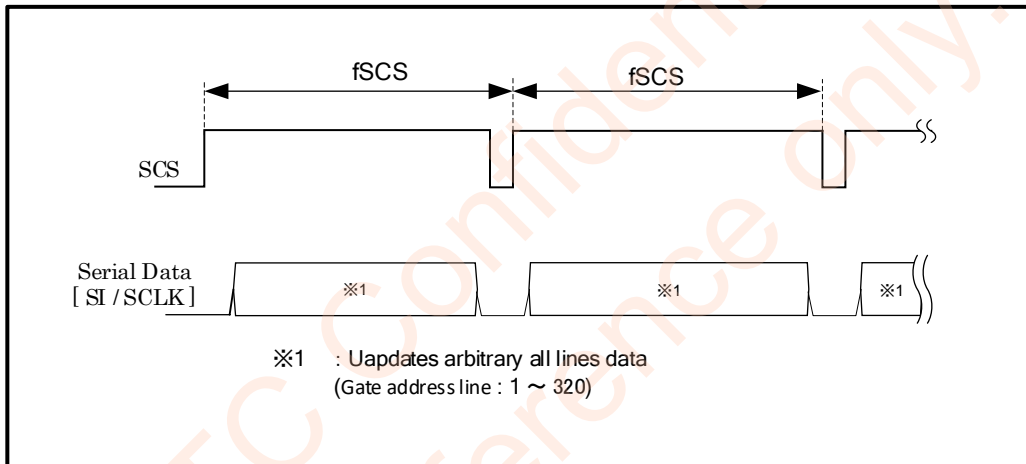 fSCS fSCS
SCS
Serial Data
[ SI / SCLK ]
※1 ※1 ※1
※1 : Uapdates arbitrary all lines data
(Gate address line : 1 ～ 320)